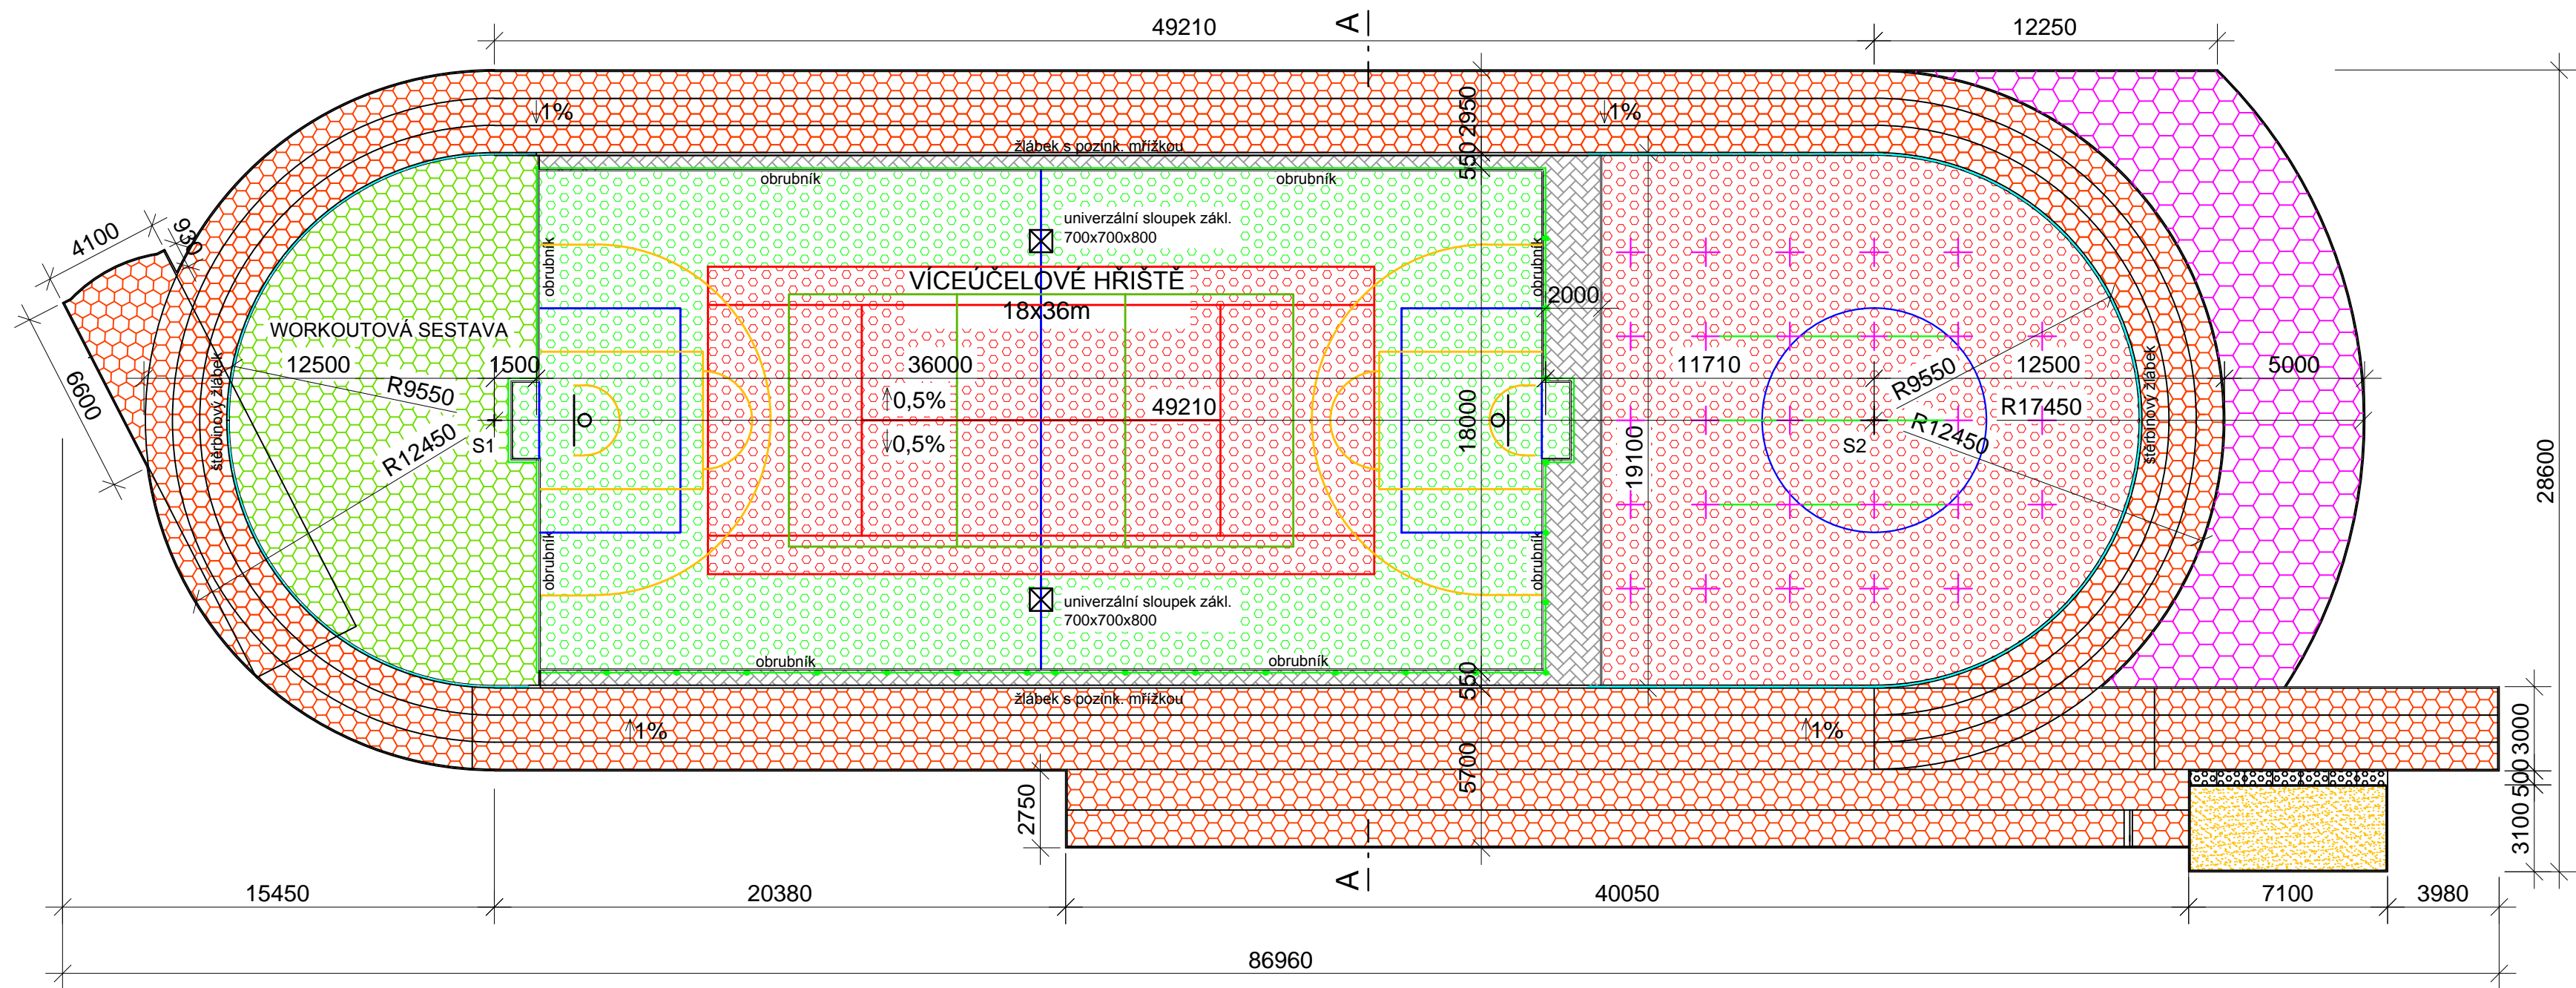 49210
A
12250
1%
1%
2950
žlábek s pozink. mřížkou
550
obrubník
obrubník
univerzální sloupek zákl.
700x700x800
4100
930
obrubník
obrubník
VÍCEÚČELOVÉ HŘIŠTĚ
18x36m
2000
WORKOUTOVÁ SESTAVA
12500
1500
36000
11710
12500
5000
6600
štěrbinový žlábek
R9550
R9550
štěrbinový žlábek
0,5%
49210
18000
R17450
R12450
S1
0,5%
19100
S2
R12450
28600
obrubník
obrubník
univerzální sloupek zákl.
700x700x800
obrubník
obrubník
550
žlábek s pozink. mřížkou
1%
1%
3000
5700
500
2750
3100
A
15450
20380
40050
7100
3980
86960